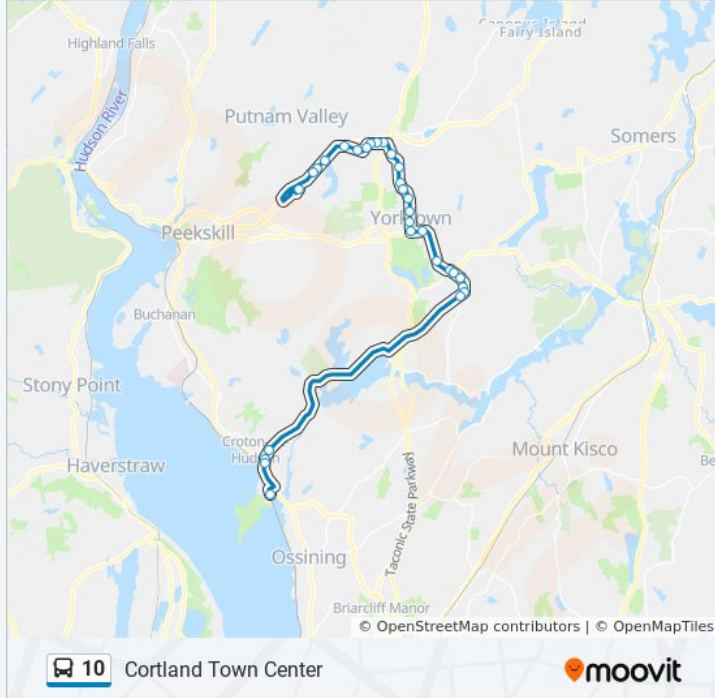 Canopus Island
Fairy Island
Highland Falls
Putnam Valley
Somers
Hudson River
Yorktown
Peekskill
Buchanan
Stony Point
Croton-
Hudson
Mount Kisco
Haverstraw
Taconic State Parkway
Ossining
Briarcliff Manor
© OpenStreetMap contributors | © OpenMapTiles
10 Cortland Town Center
moovit